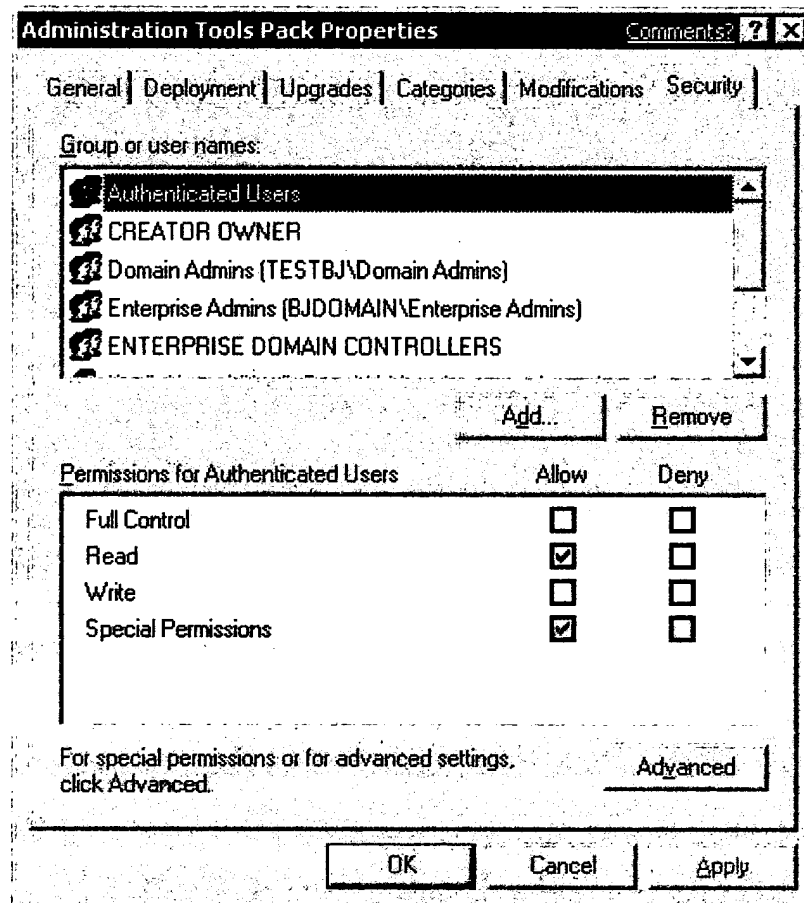 Administration Tools Pack Properties Comments? ? X
General Deployment Upgrades Categories Modifications Security
Group or user names:
Authenticated Users
CREATOR OWNER
Domain Admins (TESTBJ\Domain Admins)
Enterprise Admins (BJDOMAIN\Enterprise Admins)
ENTERPRISE DOMAIN CONTROLLERS
Add... Remove
Permissions for Authenticated Users Allow Deny
Full Control
Read
Write
Special Permissions
For special permissions or for advanced settings,
click Advanced.
Advanced
OK Cancel Apply